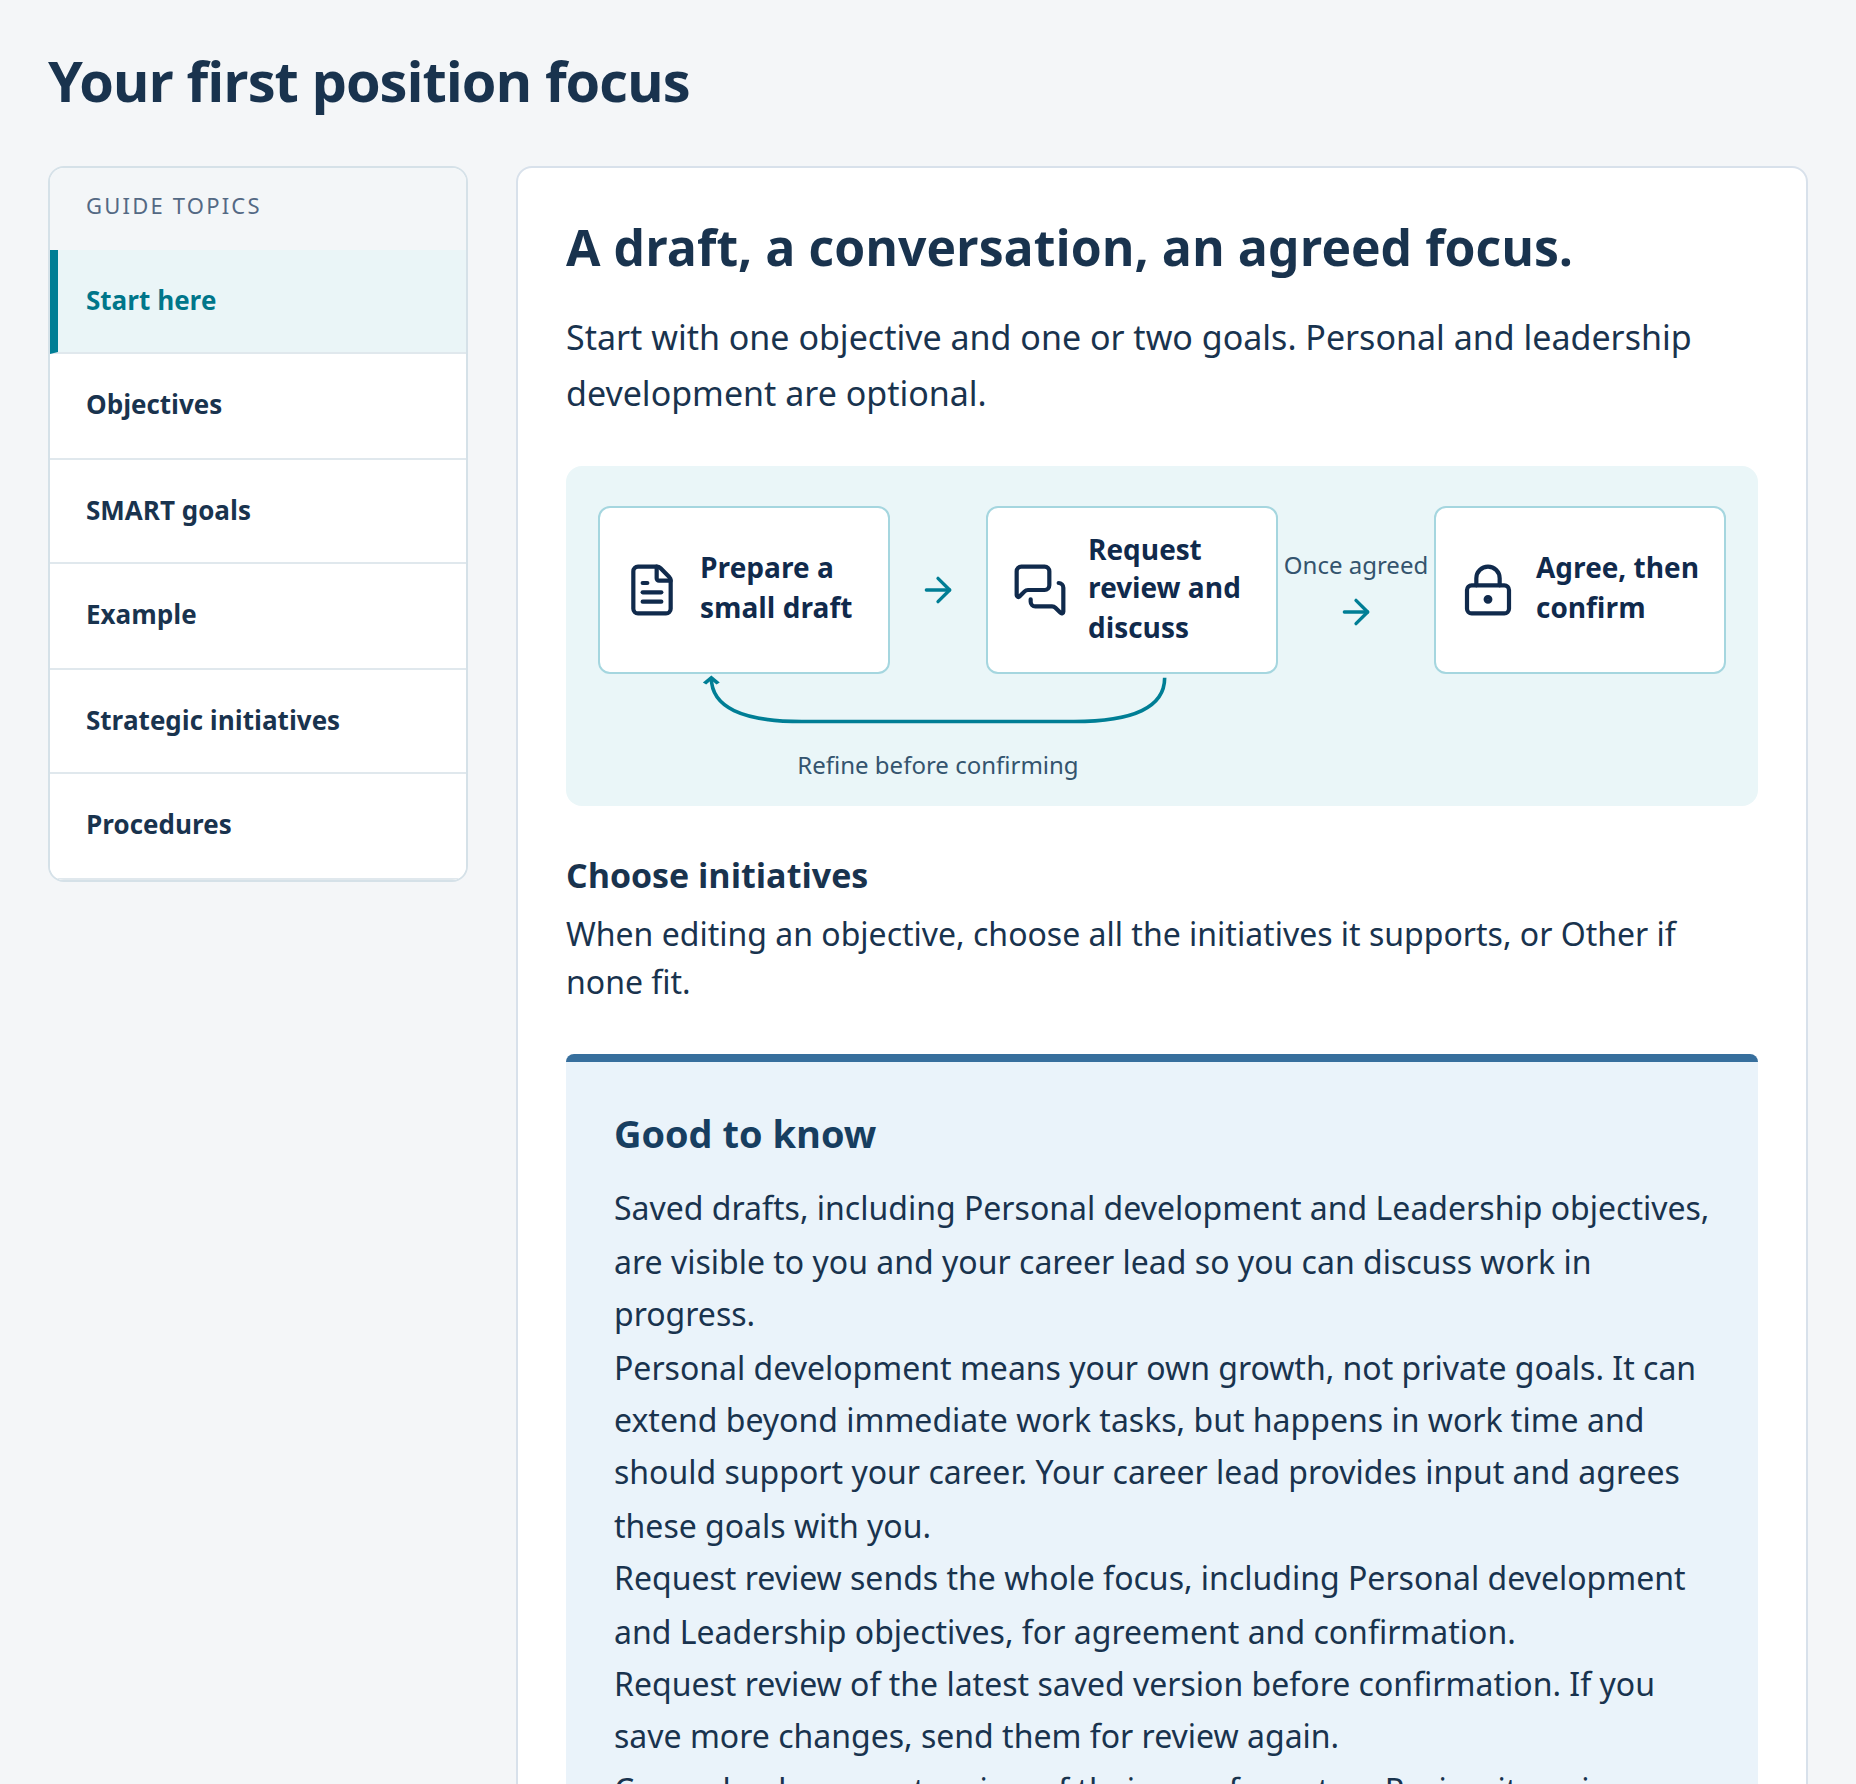 Your first position focus
GUIDE TOPICS
Start here
Objectives
SMART goals
Example
Strategic initiatives
Procedures
A draft, a conversation, an agreed focus.
Start with one objective and one or two goals. Personal and leadership
development are optional.
Prepare a
small draft
Request
review and
discuss
Once agreed
Agree, then
confirm
Refine before confirming
Choose initiatives
When editing an objective, choose all the initiatives it supports, or Other if
none fit.
Good to know
Saved drafts, including Personal development and Leadership objectives,
are visible to you and your career lead so you can discuss work in
progress.
Personal development means your own growth, not private goals. It can
extend beyond immediate work tasks, but happens in work time and
should support your career. Your career lead provides input and agrees
these goals with you.
Request review sends the whole focus, including Personal development
and Leadership objectives, for agreement and confirmation.
Request review of the latest saved version before confirmation. If you
save more changes, send them for review again.